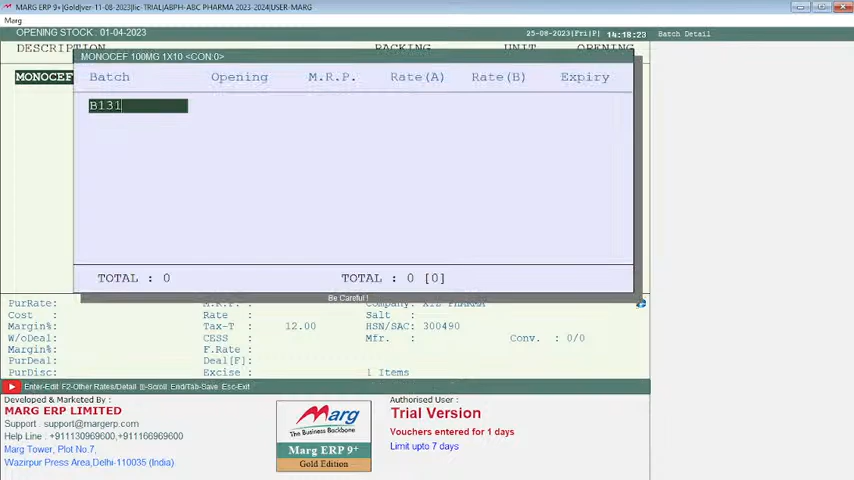 MARG ERP 9+|Gold|ver-11-08-2023|lic-TRIAL|ABPH-ABC PHARMA 2023-2024|USER-MARG
Marg
OPENING STOCK : 01-04-2023
25-08-2023|Fri|P|
14:18:23
Batch Detail
DESCRIPTION PACKING UNIT OPENING
MONOCEF 100MG 1X10 <CON:0>
MONOCEF
Batch Opening M.R.P. Rate(A) Rate(B) Expiry
B131
TOTAL : 0 TOTAL : 0 [0]
Be Careful !
PurRate: M.R.P. : Company: XYZ PHARMA
Cost : Rate : Salt :
Margin%: Tax-T : 12.00 HSN/SAC: 300490
W/oDeal: CESS : Mfr. : Conv. : 0/0
Margin%: F.Rate :
PurDeal: Deal[F]:
PurDisc: Excise : 1 Items
Enter-Edit F2-Other Rates/Detail -Scroll End/Tab-Save Esc-Exit
Developed & Marketed By :
MARG ERP LIMITED
Support : support@margerp.com
Help Line : +911130969600,+911166969600
Marg Tower, Plot No.7,
Wazirpur Press Area,Delhi-110035 (India)
Marg
The Business Backbone
Marg ERP 9+
Gold Edition
Authorised User :
Trial Version
Vouchers entered for 1 days
Limit upto 7 days